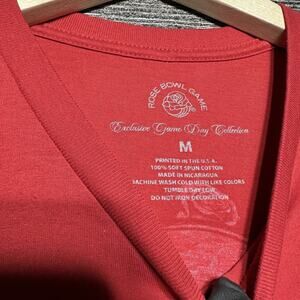 ROSE BOWL GAME
Exclusive Game Day Collection
M
PRINTED IN THE U.S.A.
100% SOFT SPUN COTTON
MADE IN NICARAGUA
MACHINE WASH COLD WITH LIKE COLORS
TUMBLE DRY LOW
DO NOT IRON DECORATION